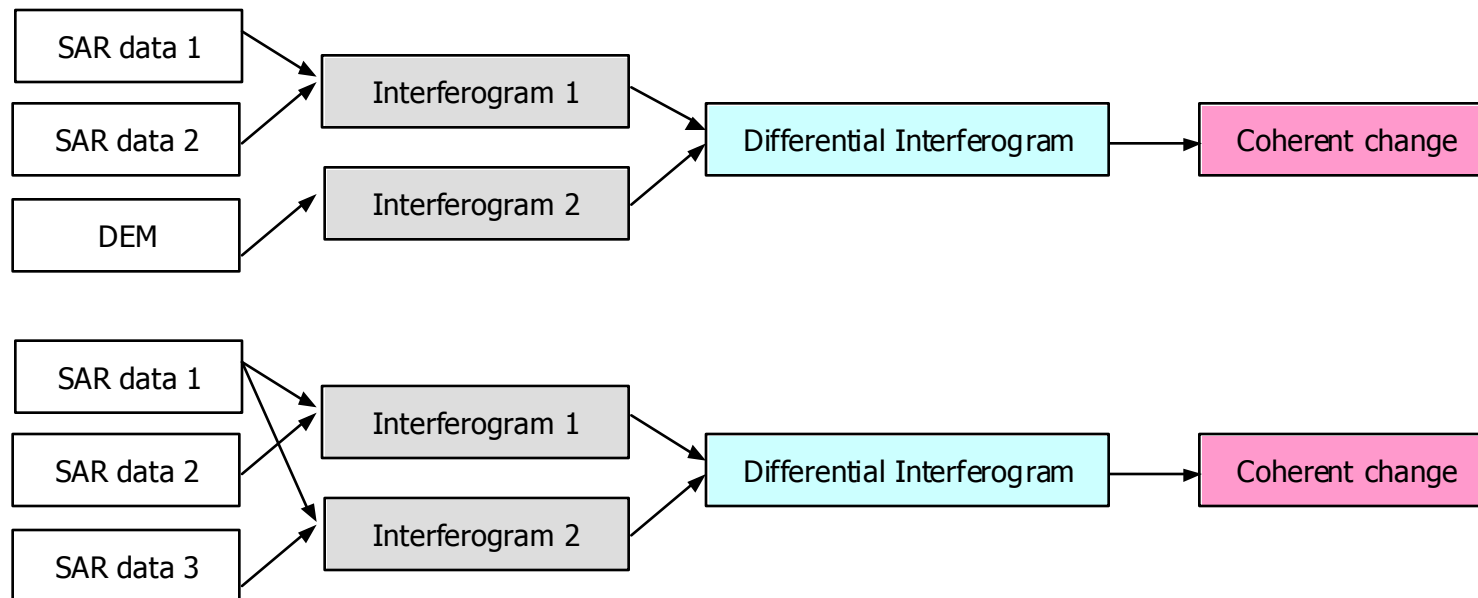 SAR data 1
SAR data 2
DEM
Interferogram 1
Interferogram 2
Differential Interferogram
Coherent change
SAR data 1
SAR data 2
SAR data 3
Interferogram 1
Interferogram 2
Differential Interferogram
Coherent change